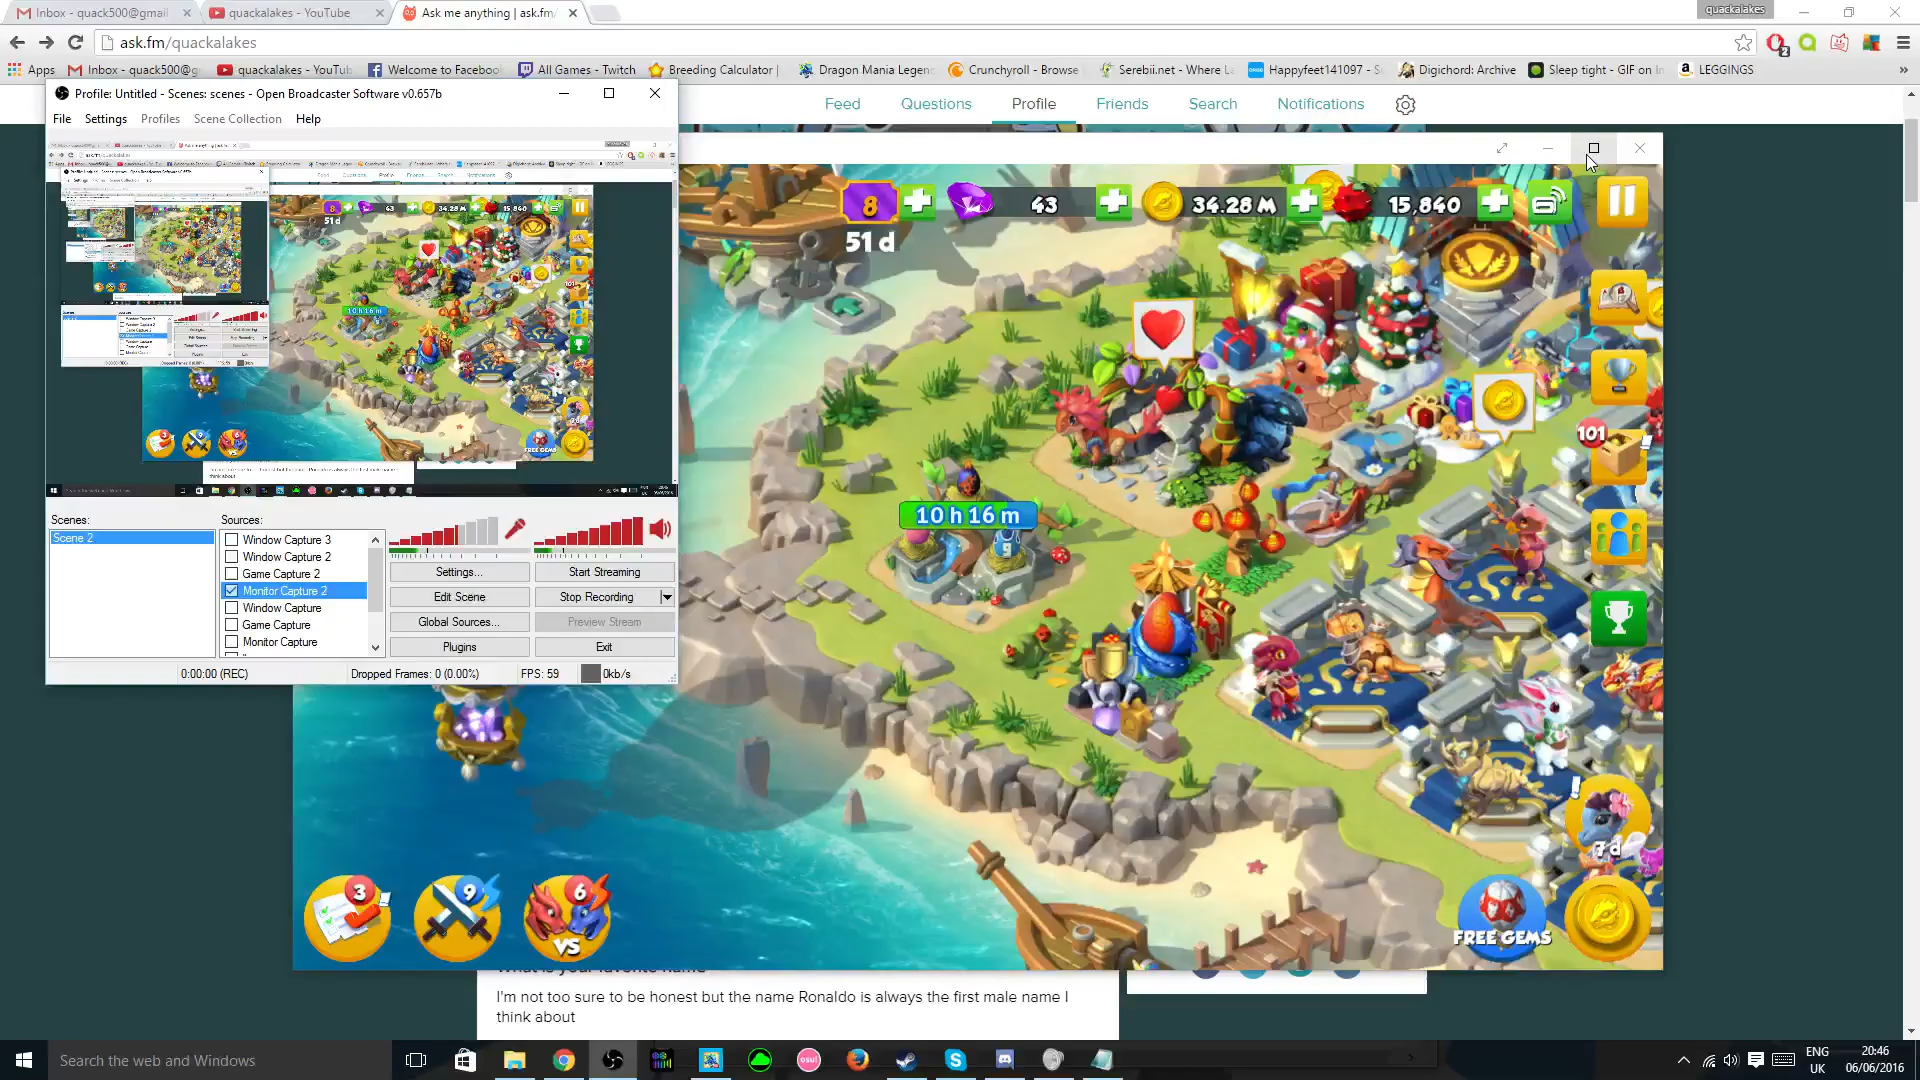 Inbox - quack500@gmail
quackalakes - YouTube
Ask me anything | ask.fm/
quackalakes
ask.fm/quackalakes
Apps
Inbox - quack500@g
quackalakes - YouTub
Welcome to Facebook
All Games - Twitch
Breeding Calculator |
Dragon Mania Legen
Crunchyroll - Browse
Serebii.net - Where L
Happyfeet141097 - S
Digichord: Archive
Sleep tight - GIF on
LEGGINGS
Profile: Untitled - Scenes: scenes - Open Broadcaster Software v0.657b
Feed
Questions
Profile
Friends
Search
Notifications
File
Settings
Profiles
Scene Collection
Help
8
43
34.28 M
15,840
51 d
101
10 h 16 m
9
Scenes:
Sources:
Scene 2
Window Capture 3
Window Capture 2
Game Capture 2
Monitor Capture 2
Window Capture
Game Capture
Monitor Capture
Settings...
Start Streaming
Edit Scene
Stop Recording
Global Sources...
Preview Stream
Plugins
Exit
0:00:00 (REC)
Dropped Frames: 0 (0.00%)
FPS: 59
0kb/s
7d
3
9
6
VS
FREE GEMS
What is your favorite name
I'm not too sure to be honest but the name Ronaldo is always the first male name I
think about
Search the web and Windows
osu!
ENG
UK
20:46
06/06/2016